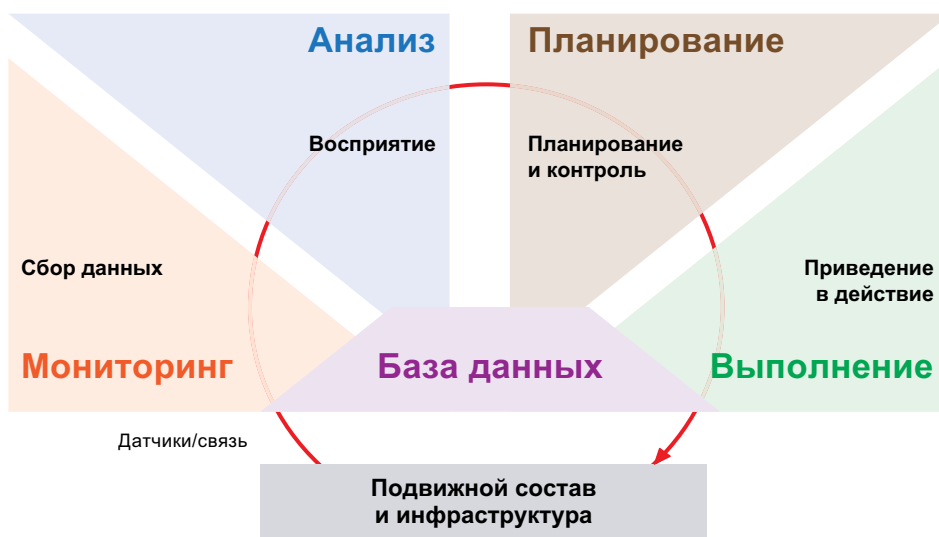 Анализ
Планирование
Восприятие
Планирование
и контроль
Сбор данных
Приведение
в действие
Мониторинг
База данных
Выполнение
Датчики/связь
Подвижной состав
и инфраструктура